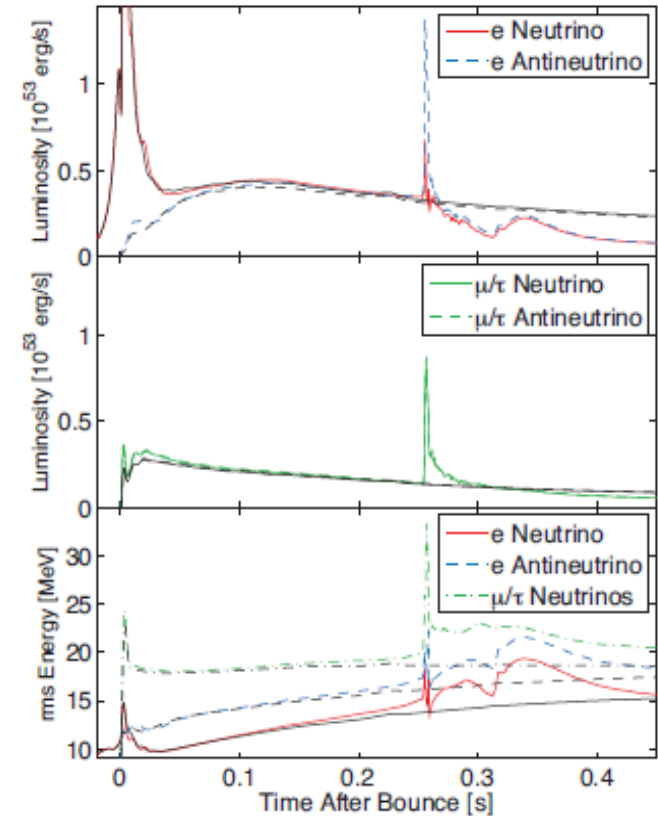 Luminosity [10^53 erg/s]
1
0.5
0
e Neutrino
e Antineutrino
Luminosity [10^53 erg/s]
1
0.5
0
μ/τ Neutrino
μ/τ Antineutrino
rms Energy [MeV]
30
25
20
15
10
e Neutrino
e Antineutrino
μ/τ Neutrinos
0 0.1 0.2 0.3 0.4
Time After Bounce [s]